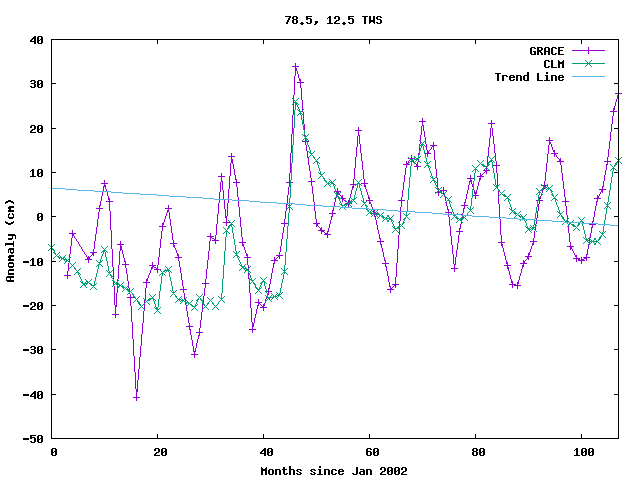 78.5, 12.5 TWS
GRACE
CLM
Trend Line
40
30
20
10
0
-10
-20
-30
-40
-50
Anomaly (cm)
0 20 40 60 80 100
Months since Jan 2002